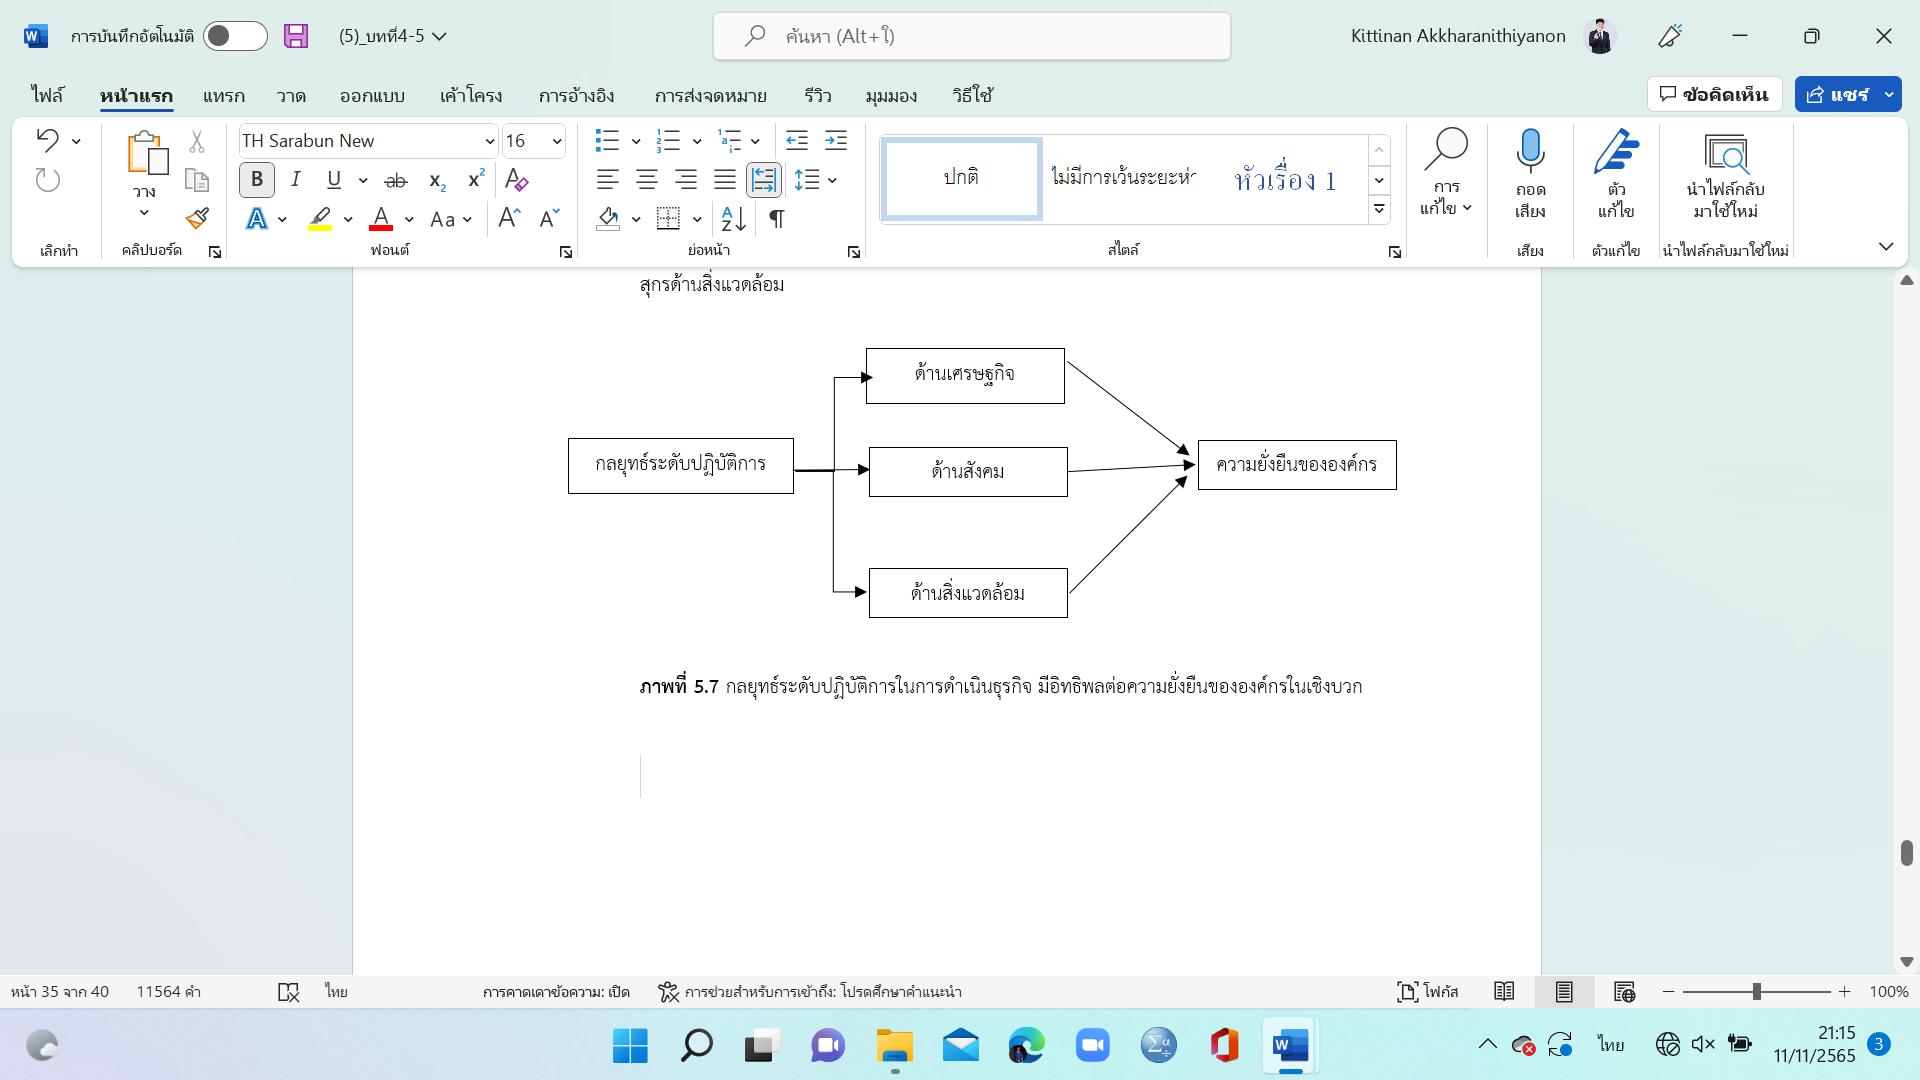 การบันทึกอัตโนมัติ
(5)_บทที่4-5
ค้นหา (Alt+ใ)
Kittinan Akkharanithiyanon
ไฟล์ หน้าแรก แทรก วาด ออกแบบ เค้าโครง การอ้างอิง การส่งจดหมาย รีวิว มุมมอง วิธีใช้
ข้อคิดเห็น
แชร์
TH Sarabun New 16
วาง
เลิกทำ
คลิปบอร์ด
ฟอนต์
ย่อหน้า
ปกติ
ไม่มีการเว้นระยะห่า
หัวเรื่อง 1
สไตล์
การ
แก้ไข
ถอด
เสียง
เสียง
ตัว
แก้ไข
ตัวแก้ไข
นำไฟล์กลับ
มาใช้ใหม่
นำไฟล์กลับมาใช้ใหม่
สุกรด้านสิ่งแวดล้อม
ด้านเศรษฐกิจ
กลยุทธ์ระดับปฏิบัติการ
ด้านสังคม
ความยั่งยืนขององค์กร
ด้านสิ่งแวดล้อม
ภาพที่ 5.7 กลยุทธ์ระดับปฏิบัติการในการดำเนินธุรกิจ มีอิทธิพลต่อความยั่งยืนขององค์กรในเชิงบวก
หน้า 35 จาก 40 11564 คำ ไทย การคาดเดาข้อความ: เปิด การช่วยสำหรับการเข้าถึง: โปรดศึกษาคำแนะนำ โฟกัส 100%
ไทย
21:15
11/11/2565
3